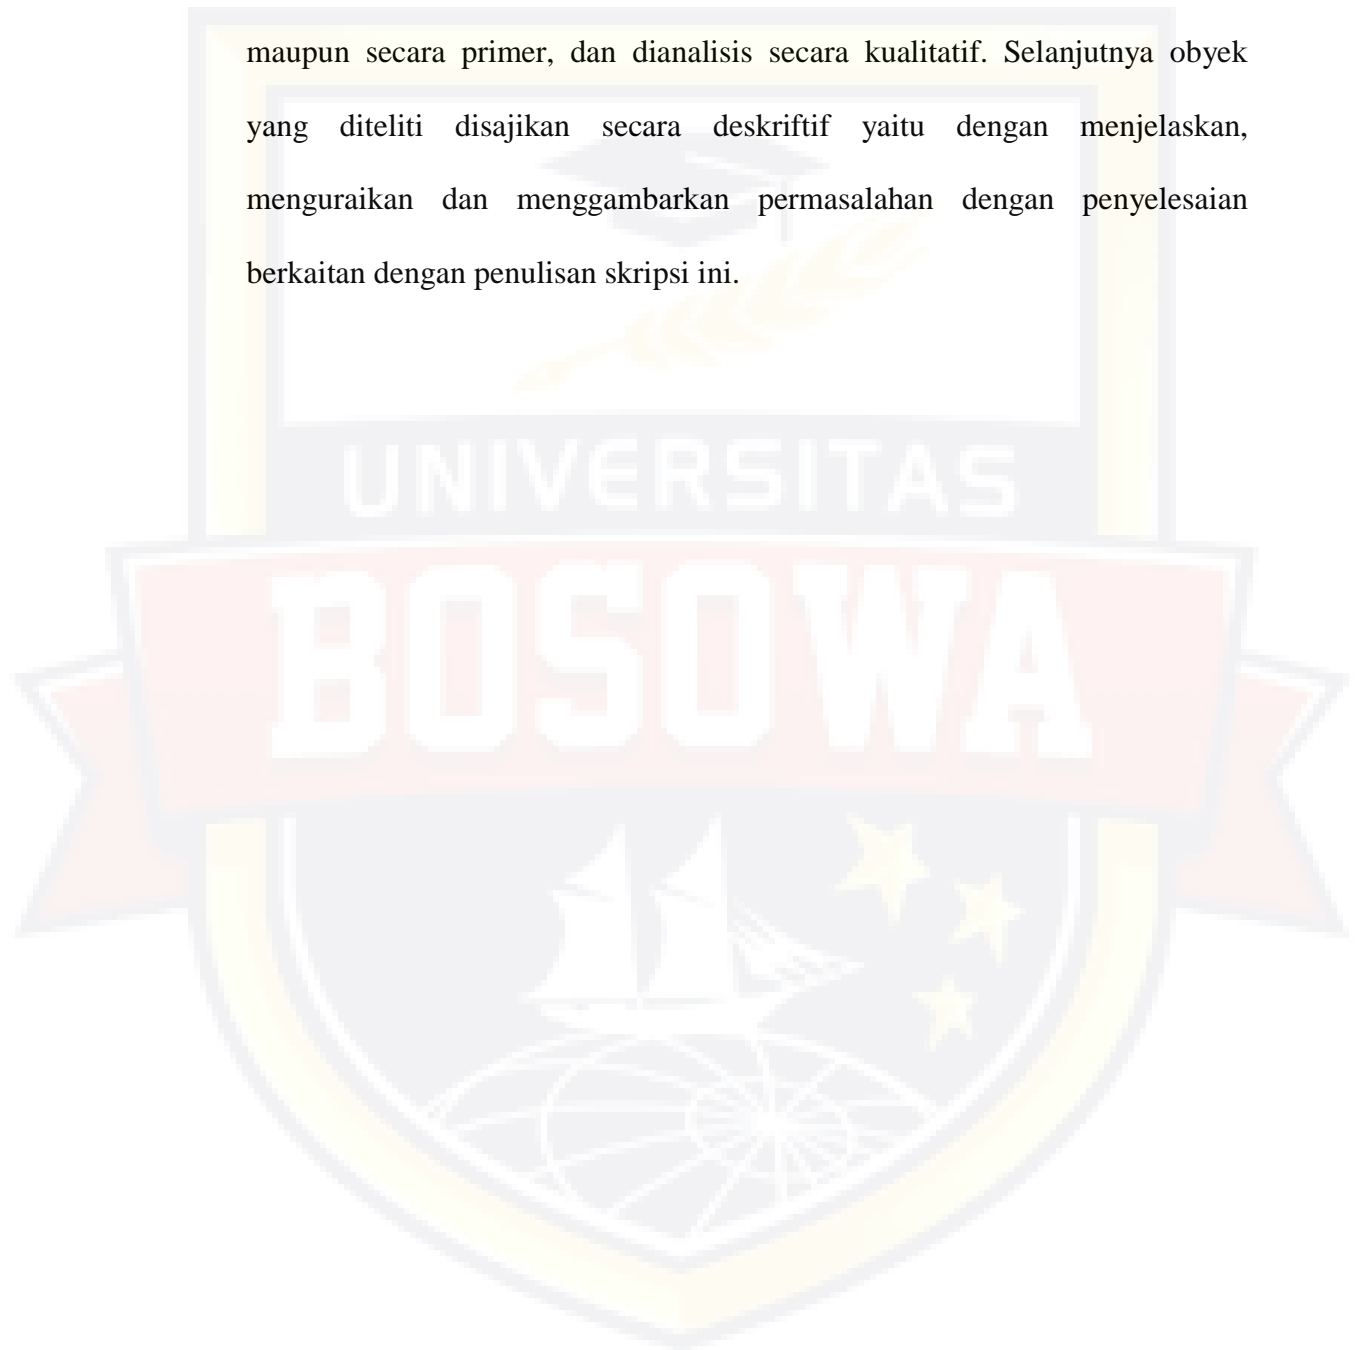 maupun secara primer, dan dianalisis secara kualitatif. Selanjutnya obyek
yang diteliti disajikan secara deskriftif yaitu dengan menjelaskan,
menguraikan dan menggambarkan permasalahan dengan penyelesaian
berkaitan dengan penulisan skripsi ini.
UNIVERSITAS
BOSOWA